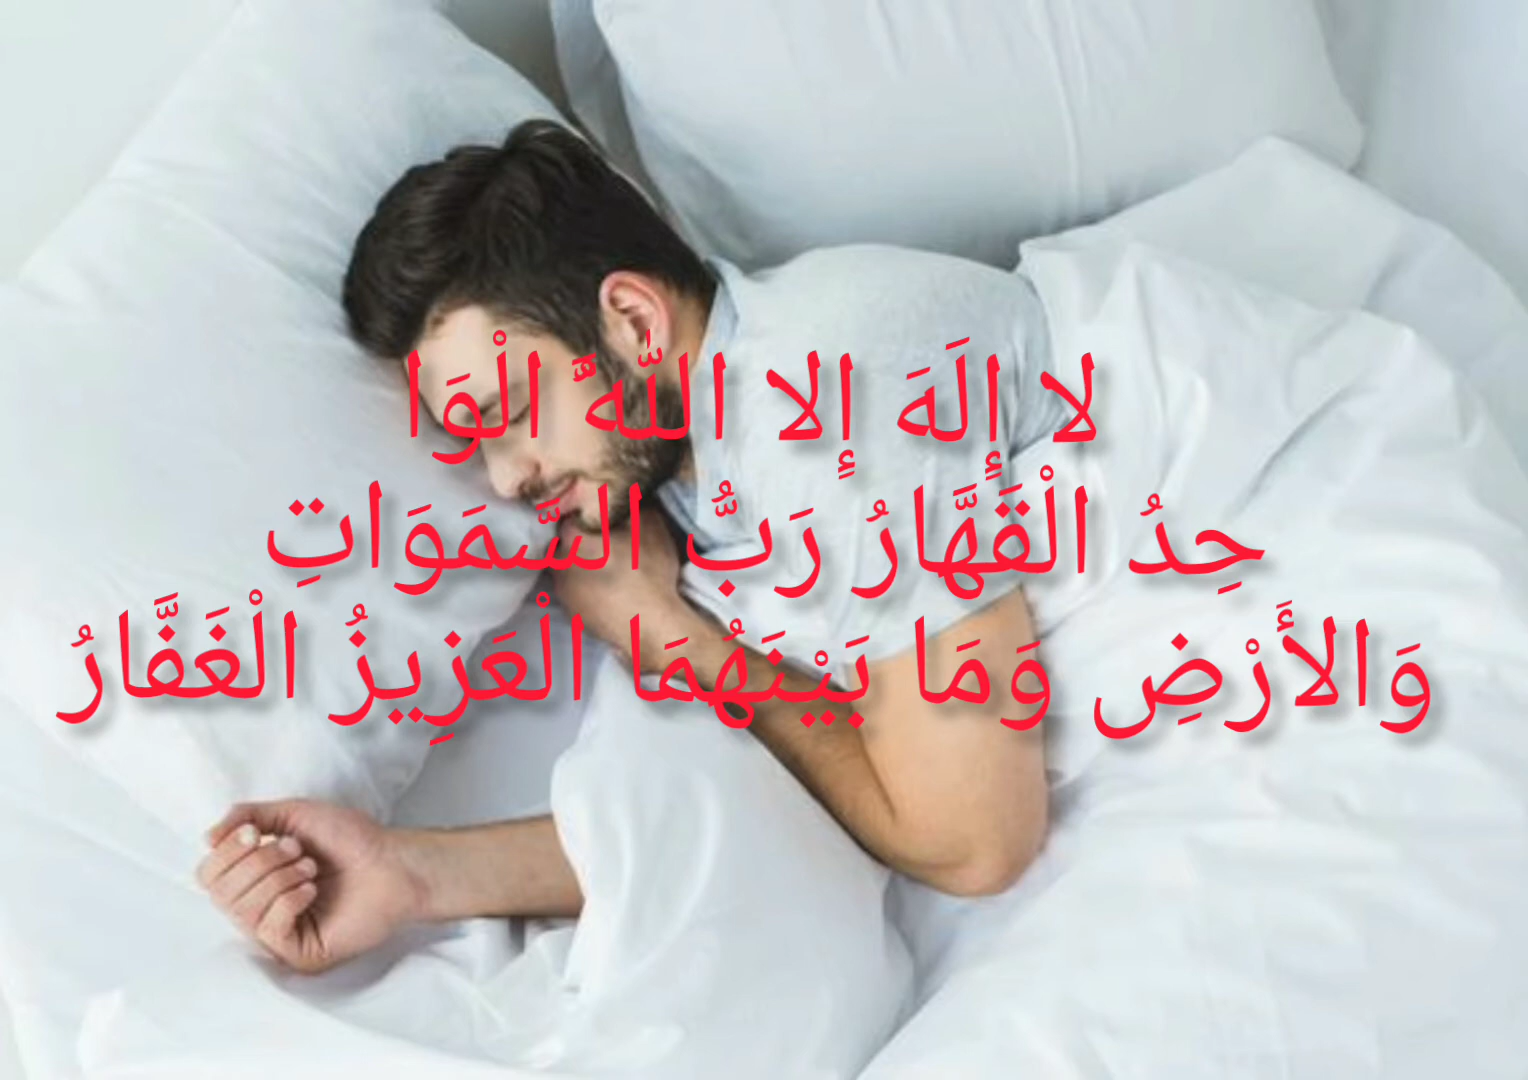 لا إِلَهَ إِلا اللَّهُ الْوَا
حِدُ الْقَهَّارُ رَبُّ السَّمَوَاتِ
وَالأَرْضِ وَمَا بَيْنَهُمَا الْعَزِيزُ الْغَفَّارُ